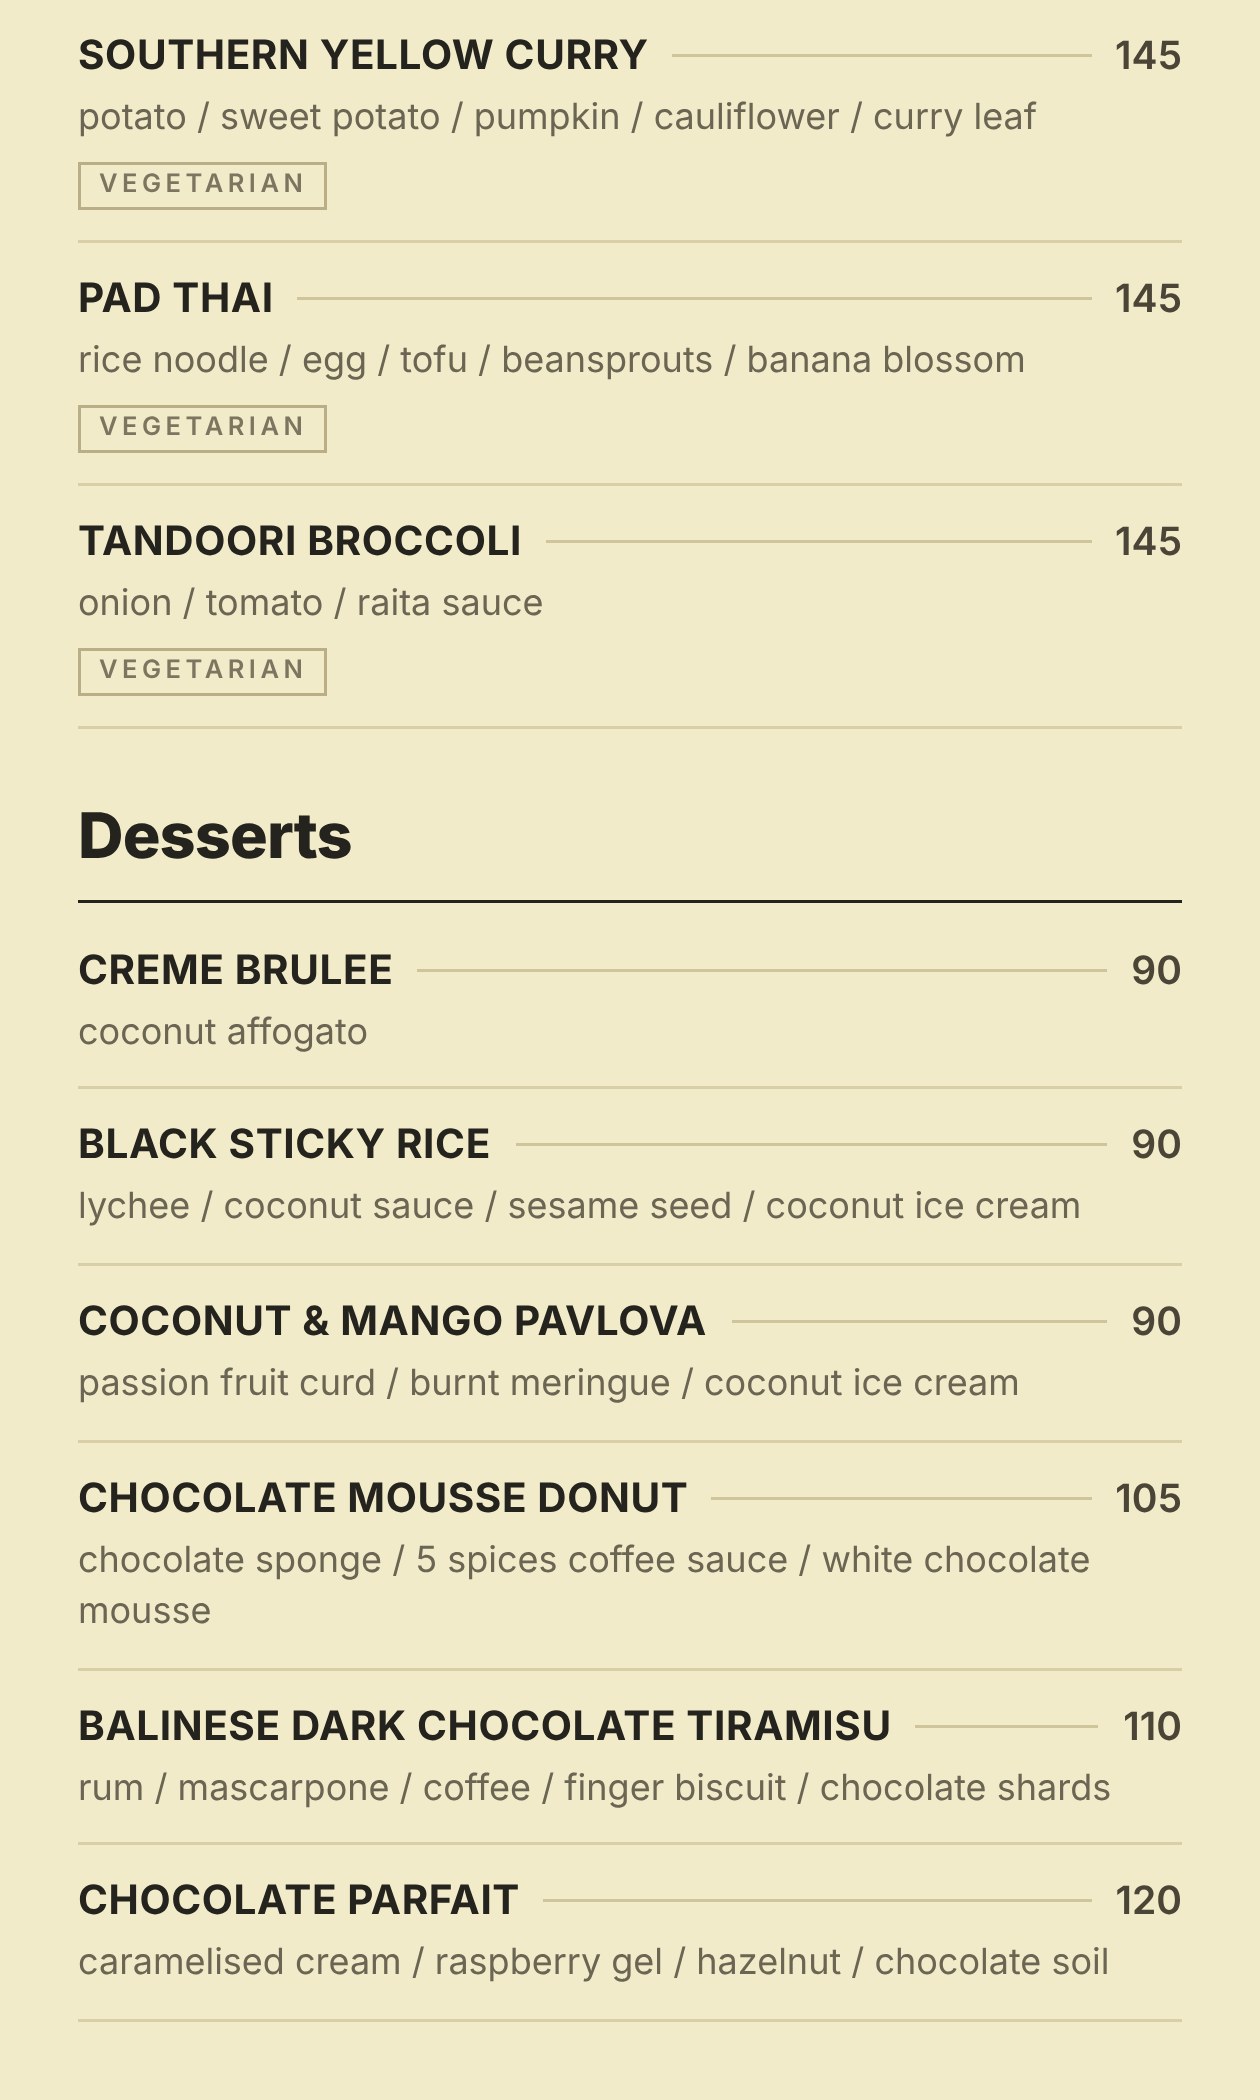 SOUTHERN YELLOW CURRY 145
potato / sweet potato / pumpkin / cauliflower / curry leaf
VEGETARIAN
PAD THAI 145
rice noodle / egg / tofu / beansprouts / banana blossom
VEGETARIAN
TANDOORI BROCCOLI 145
onion / tomato / raita sauce
VEGETARIAN
Desserts
CREME BRULEE 90
coconut affogato
BLACK STICKY RICE 90
lychee / coconut sauce / sesame seed / coconut ice cream
COCONUT & MANGO PAVLOVA 90
passion fruit curd / burnt meringue / coconut ice cream
CHOCOLATE MOUSSE DONUT 105
chocolate sponge / 5 spices coffee sauce / white chocolate
mousse
BALINESE DARK CHOCOLATE TIRAMISU 110
rum / mascarpone / coffee / finger biscuit / chocolate shards
CHOCOLATE PARFAIT 120
caramelised cream / raspberry gel / hazelnut / chocolate soil